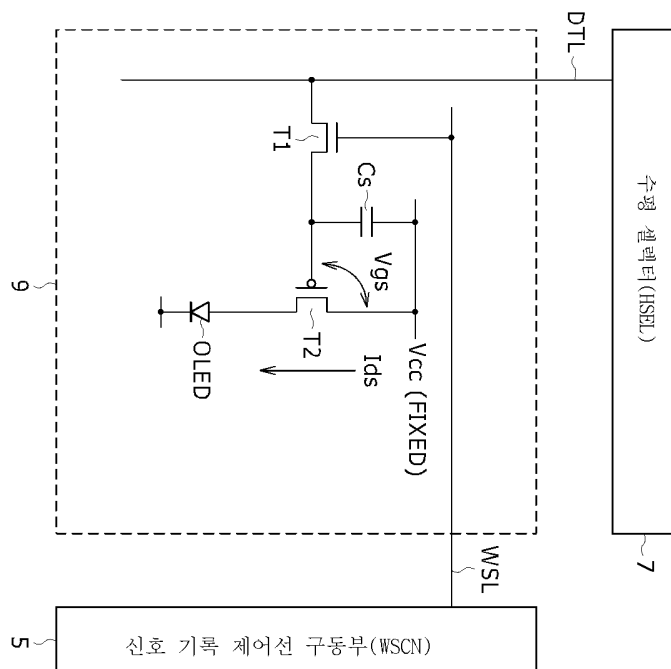 DTL
수평 셀렉터(HSEL)
7
T1
Cs
Vgs
9
T2
OLED
Ids
Vcc (FIXED)
WSL
신호 기록 제어선 구동부(WSCN)
5